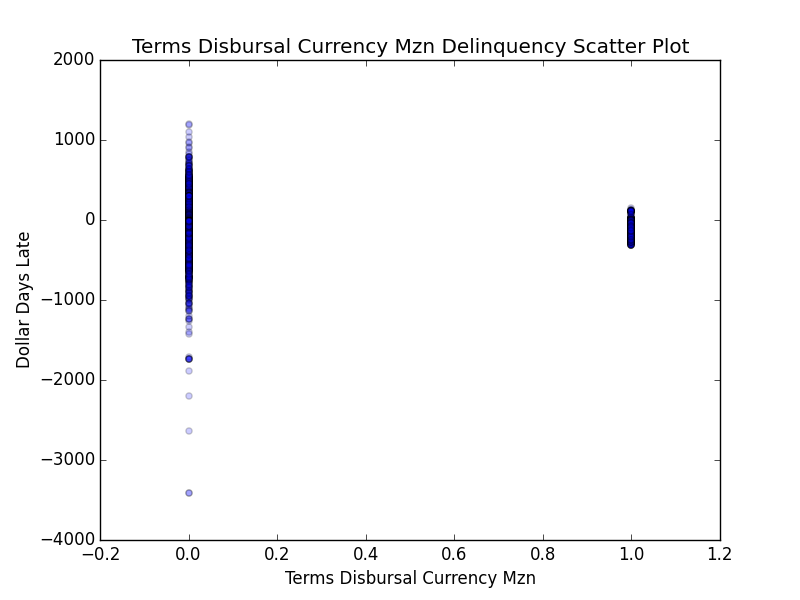 Terms Disbursal Currency Mzn Delinquency Scatter Plot
2000
1000
0
−1000
−2000
−3000
−4000
Dollar Days Late
−0.2 0.0 0.2 0.4 0.6 0.8 1.0 1.2
Terms Disbursal Currency Mzn